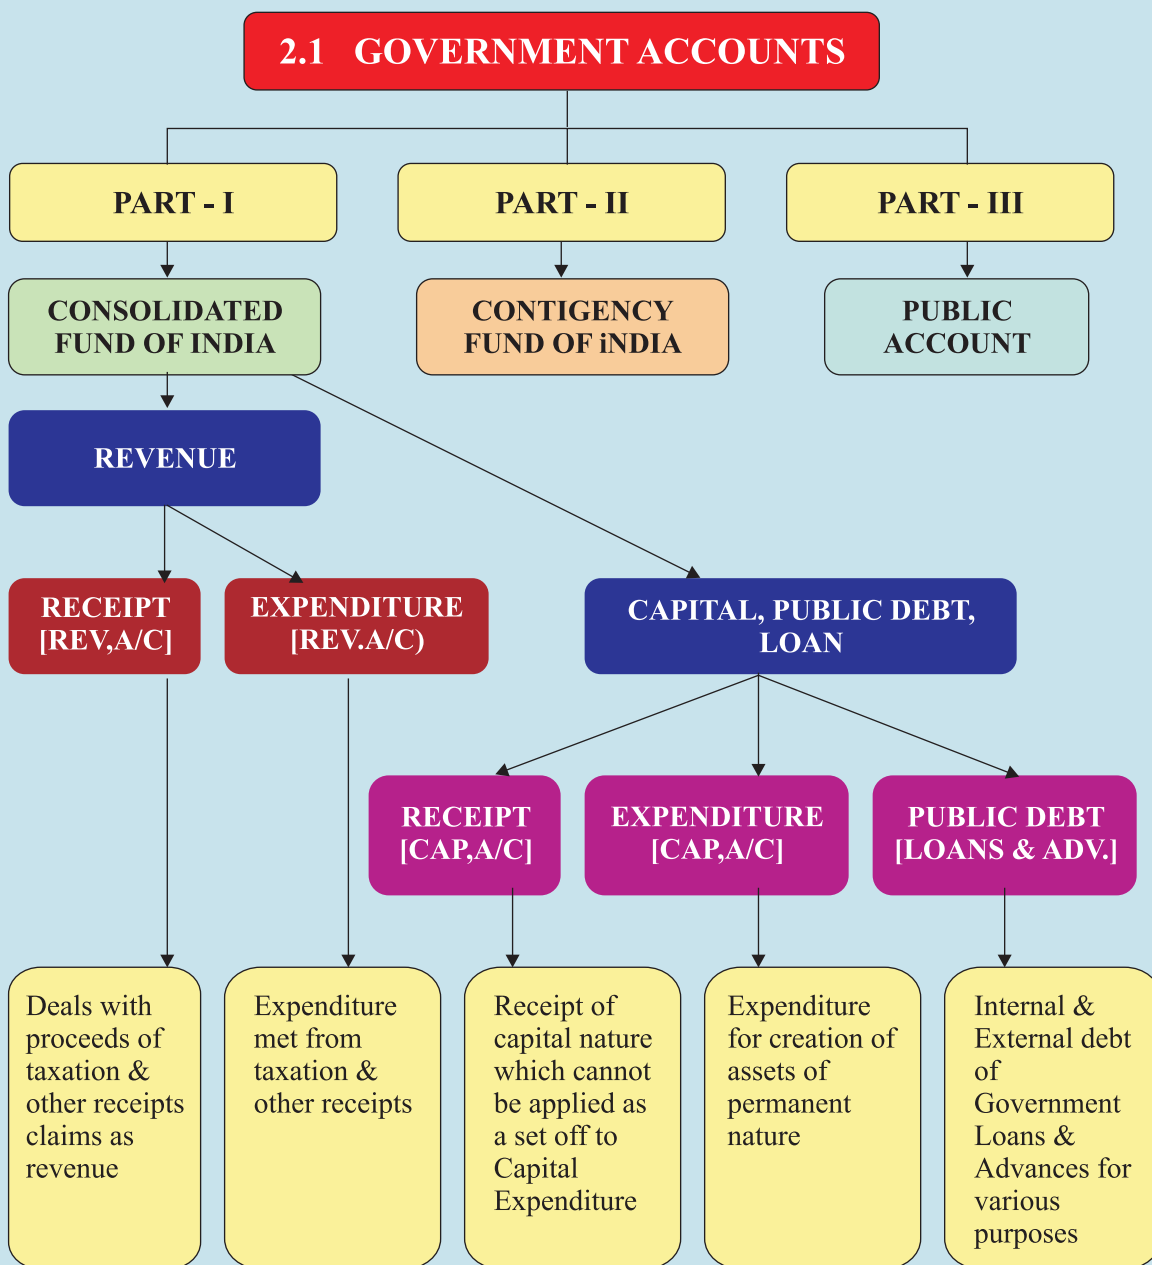 2.1 GOVERNMENT ACCOUNTS
PART - I
PART - II
PART - III
CONSOLIDATED
FUND OF INDIA
CONTIGENCY
FUND OF iNDIA
PUBLIC
ACCOUNT
REVENUE
RECEIPT
[REV,A/C]
EXPENDITURE
[REV.A/C)
CAPITAL, PUBLIC DEBT,
LOAN
RECEIPT
[CAP,A/C]
EXPENDITURE
[CAP,A/C]
PUBLIC DEBT
[LOANS & ADV.]
Deals with
proceeds of
taxation &
other receipts
claims as
revenue
Expenditure
met from
taxation &
other receipts
Receipt of
capital nature
which cannot
be applied as
a set off to
Capital
Expenditure
Expenditure
for creation of
assets of
permanent
nature
Internal &
External debt
of
Government
Loans &
Advances for
various
purposes